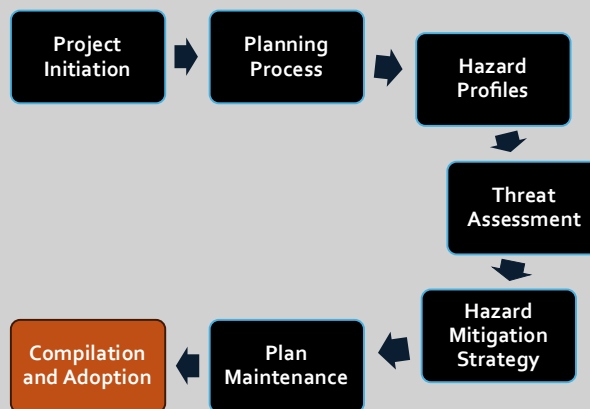 Project
Initiation
Planning
Process
Hazard
Profiles
Threat
Assessment
Hazard
Mitigation
Strategy
Plan
Maintenance
Compilation
and Adoption